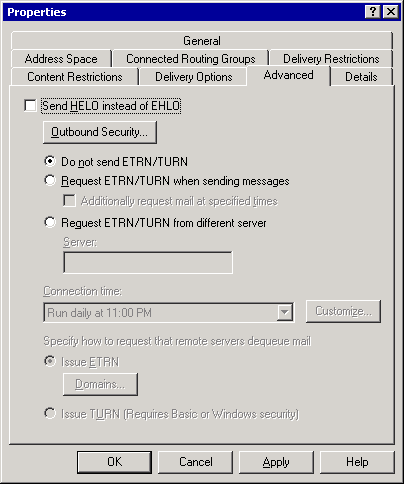 Properties
General
Address Space Connected Routing Groups Delivery Restrictions
Content Restrictions Delivery Options Advanced Details
Send HELO instead of EHLO
Outbound Security...
Do not send ETRN/TURN
Request ETRN/TURN when sending messages
Additionally request mail at specified times
Request ETRN/TURN from different server
Server:
Connection time:
Run daily at 11:00 PM Customize...
Specify how to request that remote servers dequeue mail
Issue ETRN
Domains...
Issue TURN (Requires Basic or Windows security)
OK Cancel Apply Help